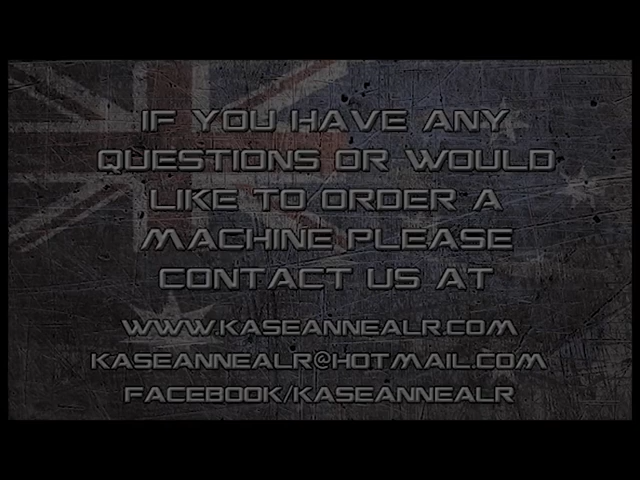 IF YOU HAVE ANY
QUESTIONS OR WOULD
LIKE TO ORDER A
MACHINE PLEASE
CONTACT US AT
WWW.KASEANNEALR.COM
KASEANNEALR@HOTMAIL.COM
FACEBOOK/KASEANNEALR